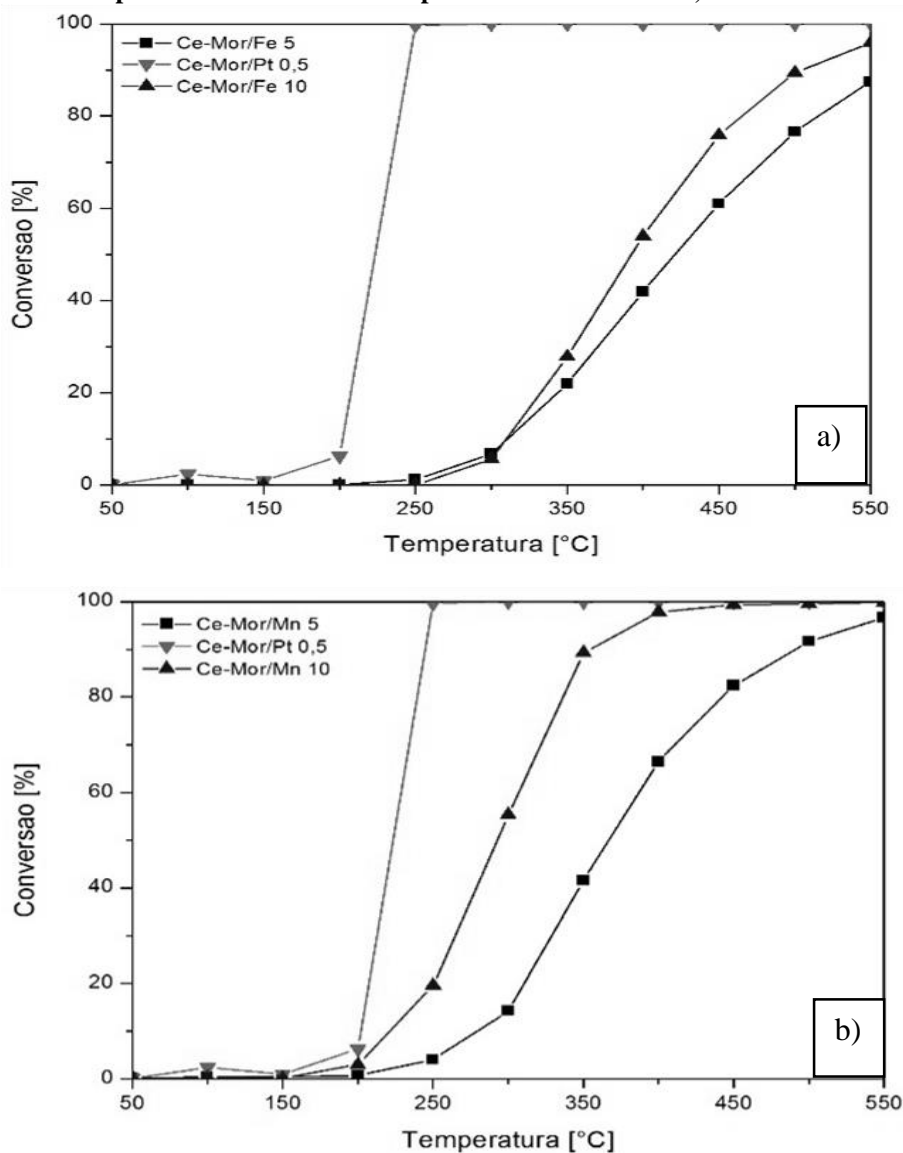 100
80
60
40
20
0
Conversao [%]
Ce-Mor/Fe 5
Ce-Mor/Pt 0,5
Ce-Mor/Fe 10
a)
50 150 250 350 450 550
Temperatura [°C]
100
80
60
40
20
0
Conversao [%]
Ce-Mor/Mn 5
Ce-Mor/Pt 0,5
Ce-Mor/Mn 10
b)
50 150 250 350 450 550
Temperatura [°C]